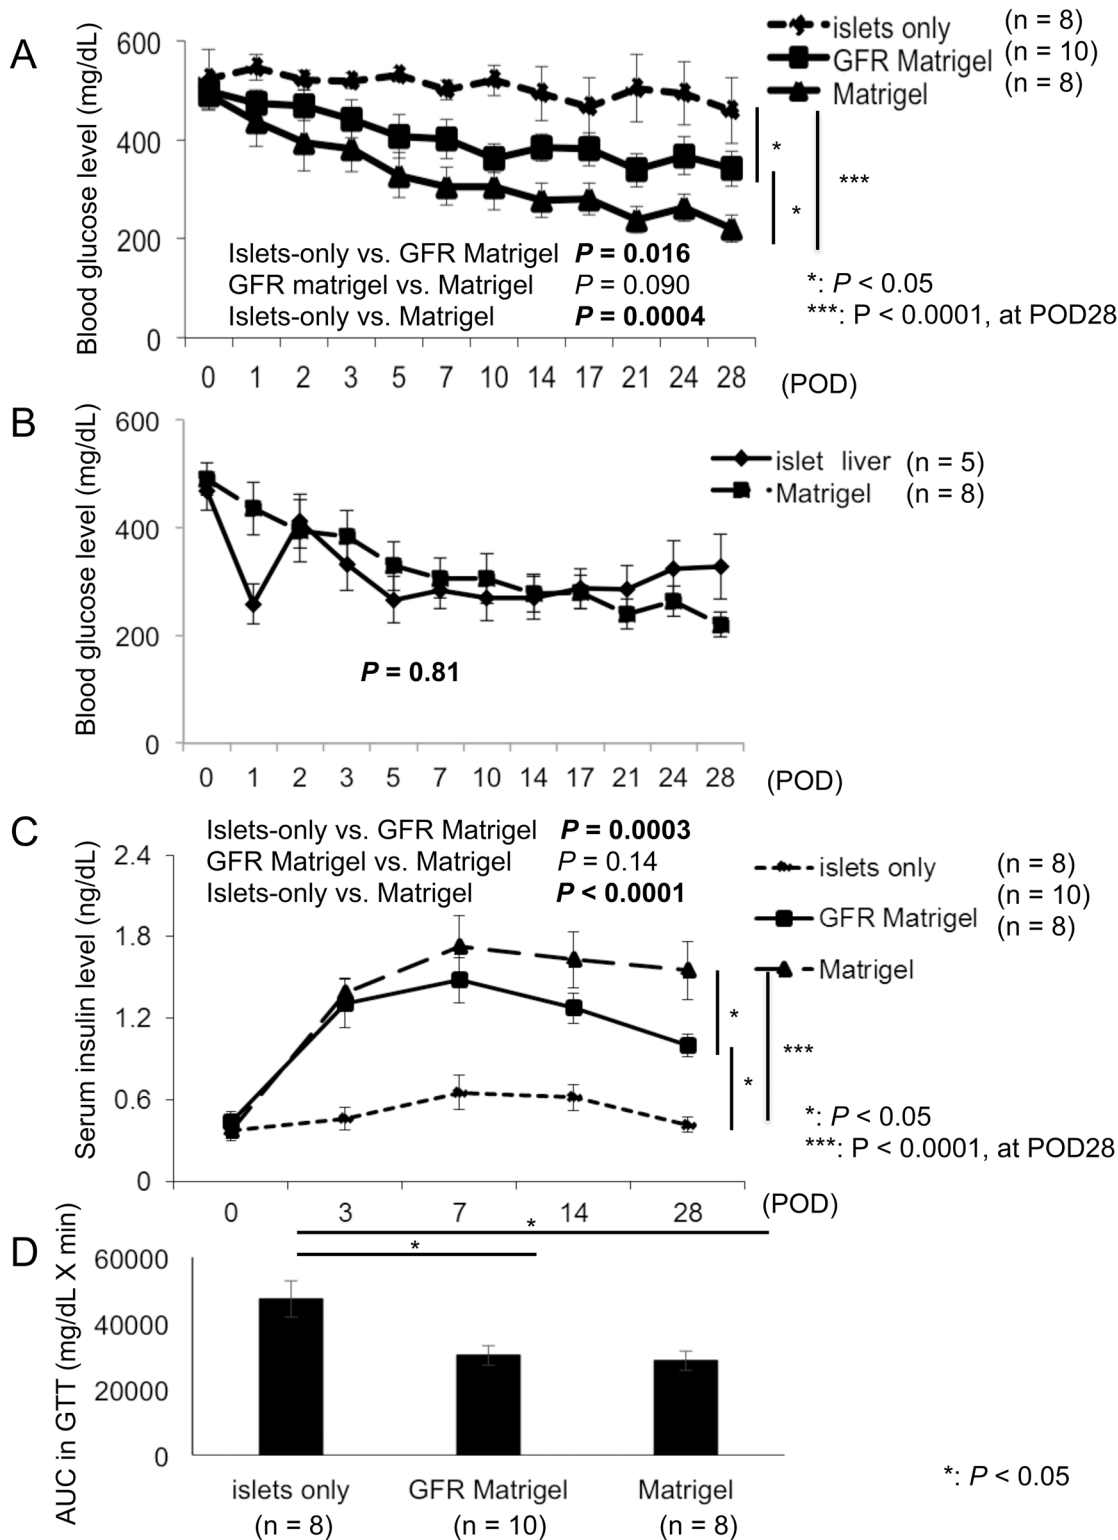 A
Blood glucose level (mg/dL)
600
400
200
0
islets only (n = 8)
GFR Matrigel (n = 10)
Matrigel (n = 8)
*
*
***
Islets-only vs. GFR Matrigel P = 0.016
GFR matrigel vs. Matrigel P = 0.090
Islets-only vs. Matrigel P = 0.0004
*: P < 0.05
***: P < 0.0001, at POD28
0 1 2 3 5 7 10 14 17 21 24 28 (POD)
B
Blood glucose level (mg/dL)
600
400
200
0
islet liver (n = 5)
Matrigel (n = 8)
P = 0.81
0 1 2 3 5 7 10 14 17 21 24 28 (POD)
C
Islets-only vs. GFR Matrigel P = 0.0003
GFR Matrigel vs. Matrigel P = 0.14
Islets-only vs. Matrigel P < 0.0001
Serum insulin level (ng/dL)
2.4
1.8
1.2
0.6
0
islets only (n = 8)
(n = 10)
GFR Matrigel (n = 8)
Matrigel
*
*
***
*: P < 0.05
***: P < 0.0001, at POD28
0 3 7 14 28 (POD)
D
AUC in GTT (mg/dL X min)
*
*
60000
40000
20000
0
islets only GFR Matrigel Matrigel
(n = 8) (n = 10) (n = 8)
*: P < 0.05